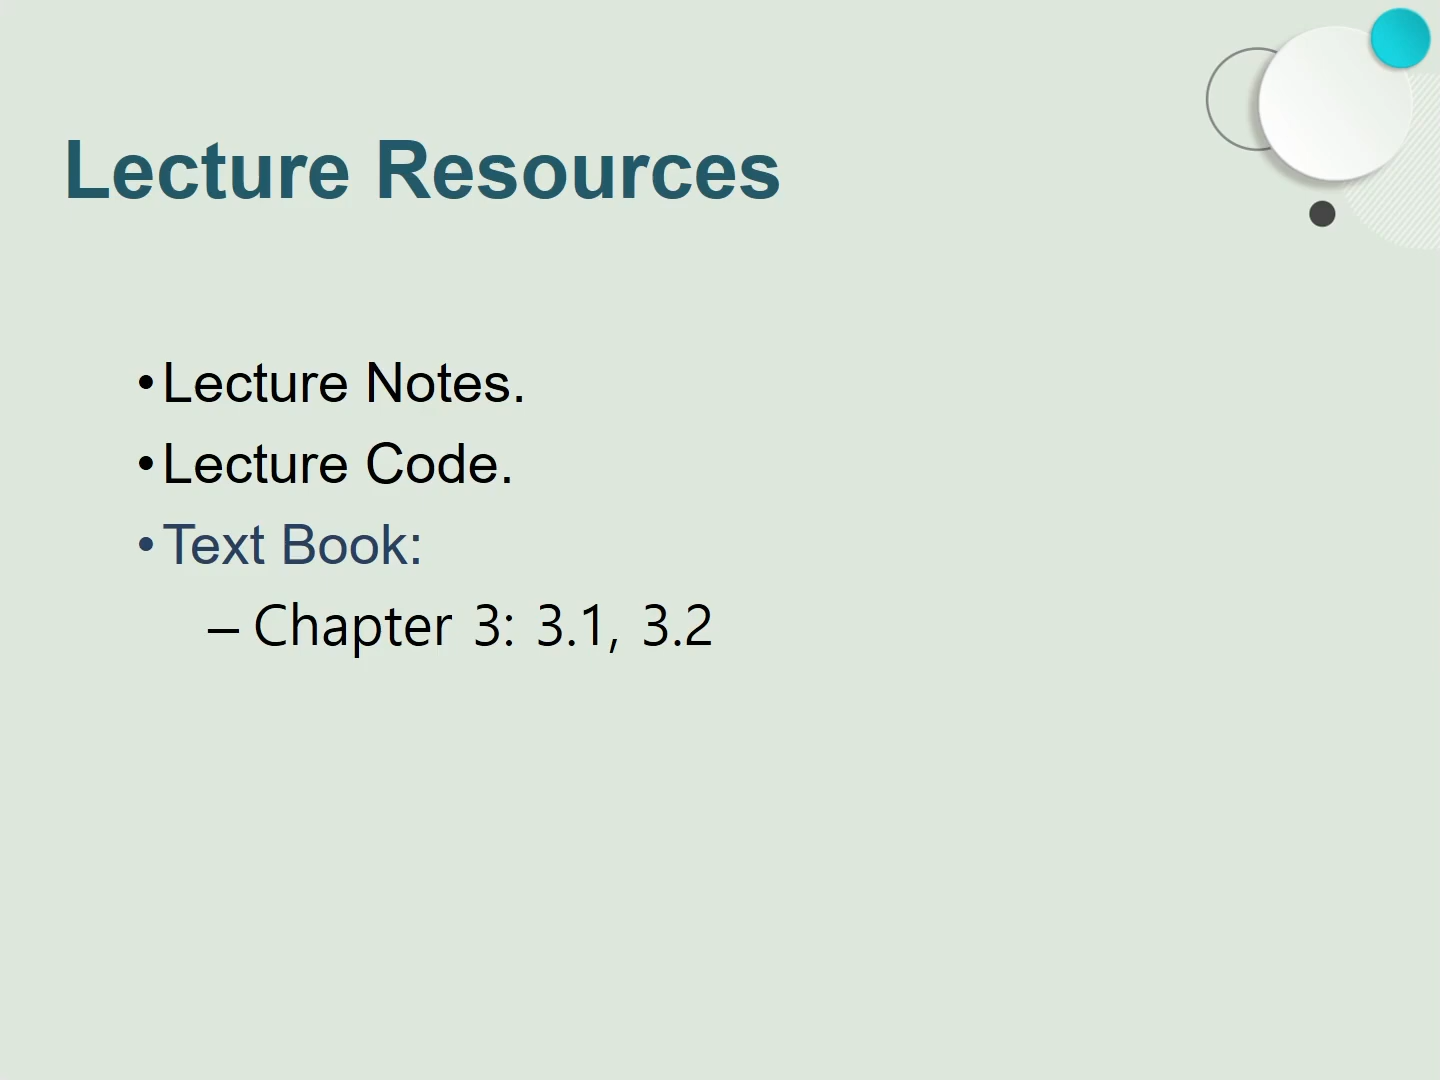 Lecture Resources
•Lecture Notes.
•Lecture Code.
•Text Book:
– Chapter 3: 3.1, 3.2